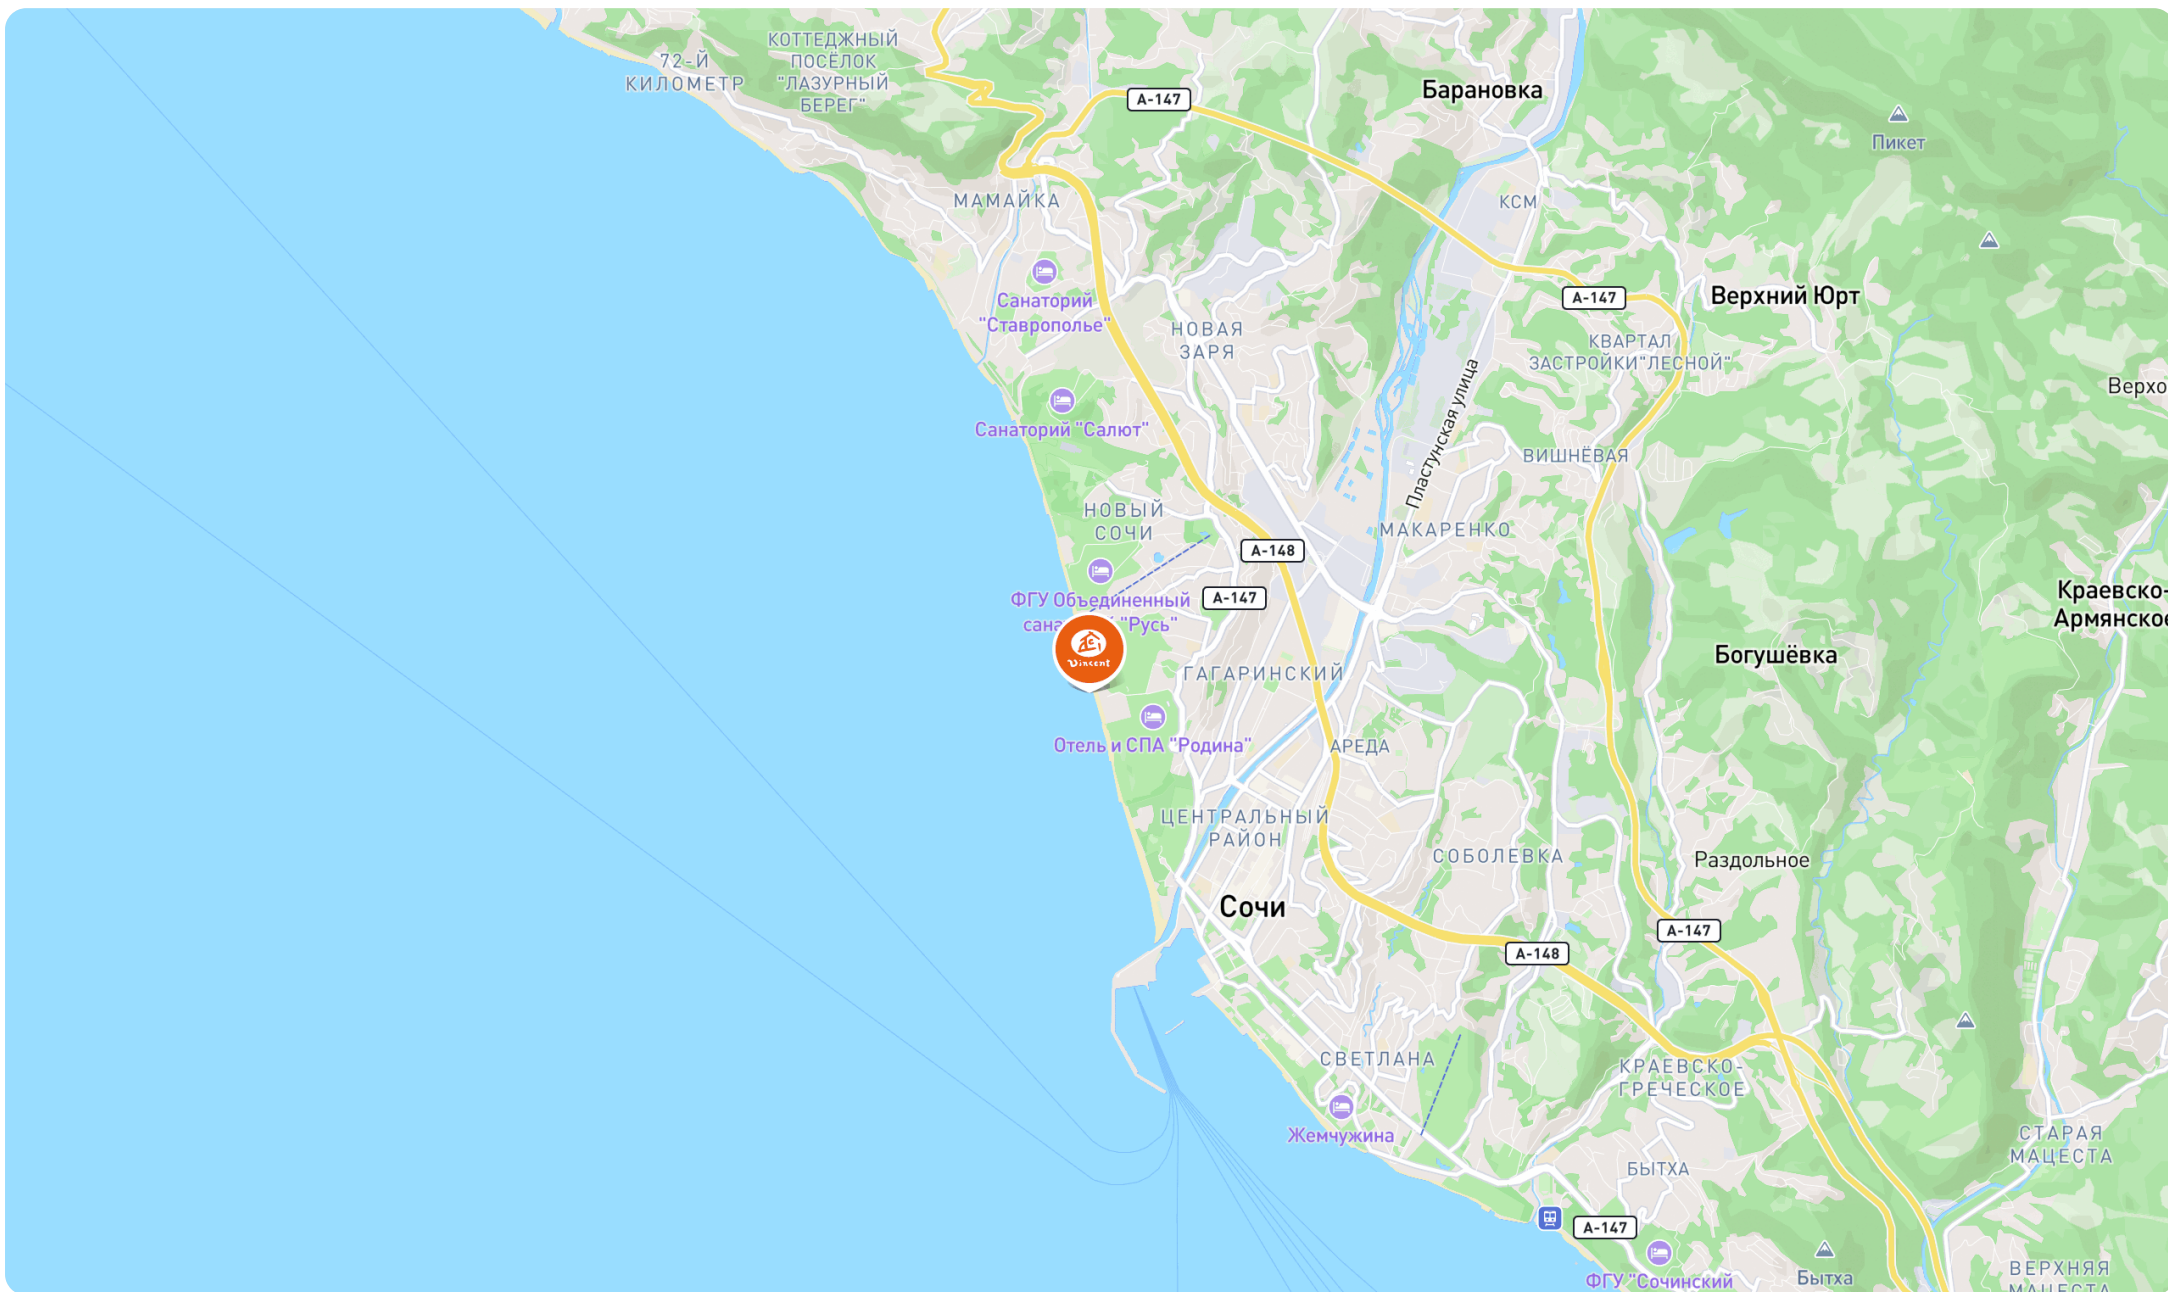 КОТТЕДЖНЫЙ
ПОСЁЛОК
"ЛАЗУРНЫЙ
БЕРЕГ"
72-Й
КИЛОМЕТР
А-147
Барановка
Пикет
МАМАЙКА
КСМ
Санаторий
"Ставрополье"
НОВАЯ
ЗАРЯ
А-147
Верхний Юрт
КВАРТАЛ
ЗАСТРОЙКИ"ЛЕСНОЙ"
Верхо
Пластунская улица
Санаторий "Салют"
ВИШНЁВАЯ
НОВЫЙ
СОЧИ
МАКАРЕНКО
А-148
А-147
ФГУ Объединенный
сана "Русь"
Vincent
Краевско-
Армянское
Богушёвка
ГАГАРИНСКИЙ
Отель и СПА "Родина"
АРЕДА
ЦЕНТРАЛЬНЫЙ
РАЙОН
СОБОЛЕВКА
Раздольное
Сочи
А-147
А-148
СВЕТЛАНА
КРАЕВСКО-
ГРЕЧЕСКОЕ
Жемчужина
СТАРАЯ
МАЦЕСТА
БЫТХА
А-147
ФГУ "Сочинский
Бытха
ВЕРХНЯЯ
МАЦЕСТА